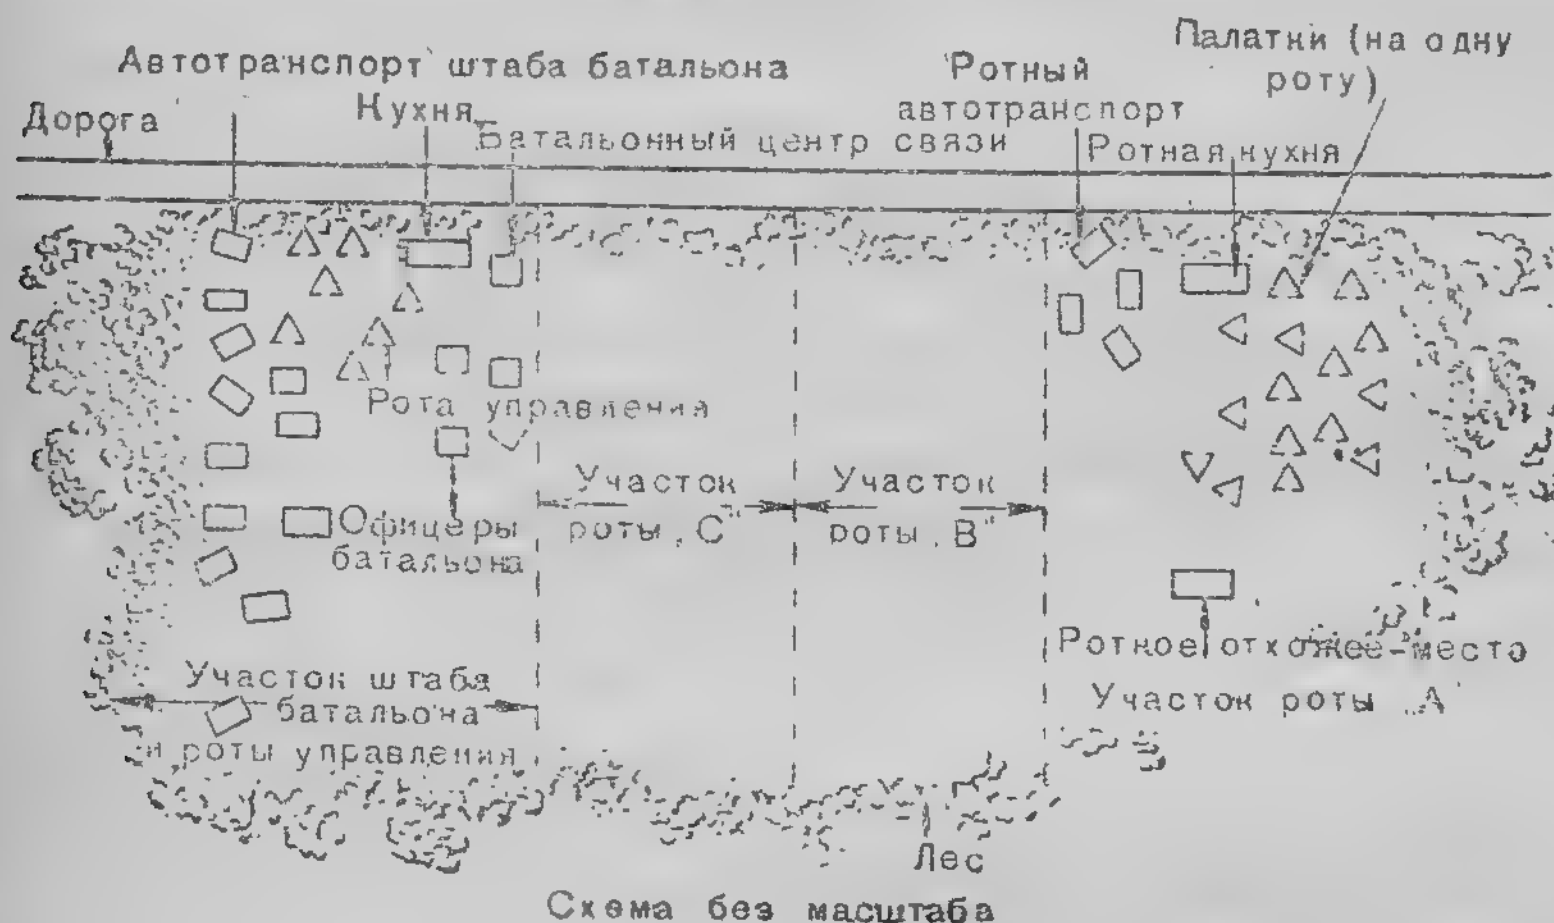 Палатки (на одну
роту)
Автотранспорт штаба батальона
Ротный
автотранспорт
Дорога
Кухня
Батальонный центр связи
Ротная кухня
Рота управления
Участок
роты „С"
Участок
роты „В"
Офицеры
батальона
Ротное отхожее место
Участок роты „А"
Участок штаба
батальона
и роты управления
Лес
Схема без масштаба